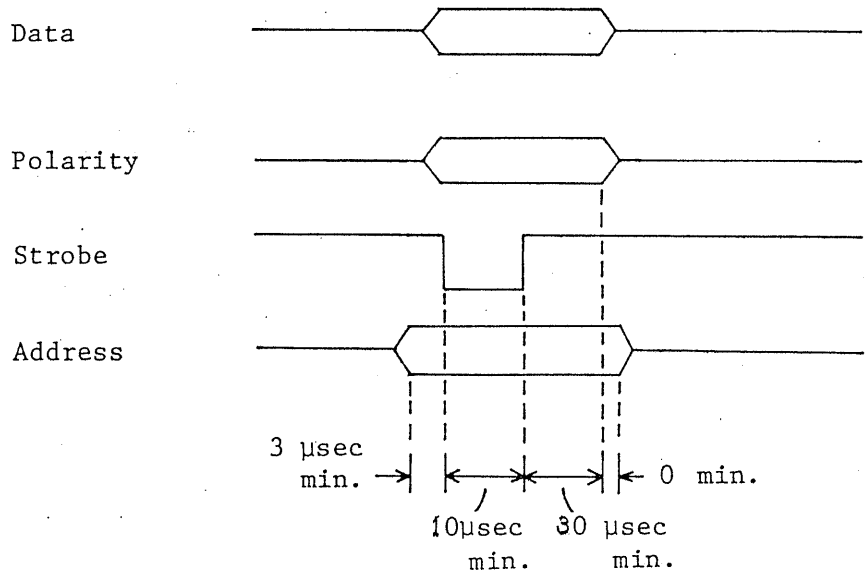 Data
Polarity
Strobe
Address
3 μsec
min.
0 min.
10μsec
min.
30 μsec
min.